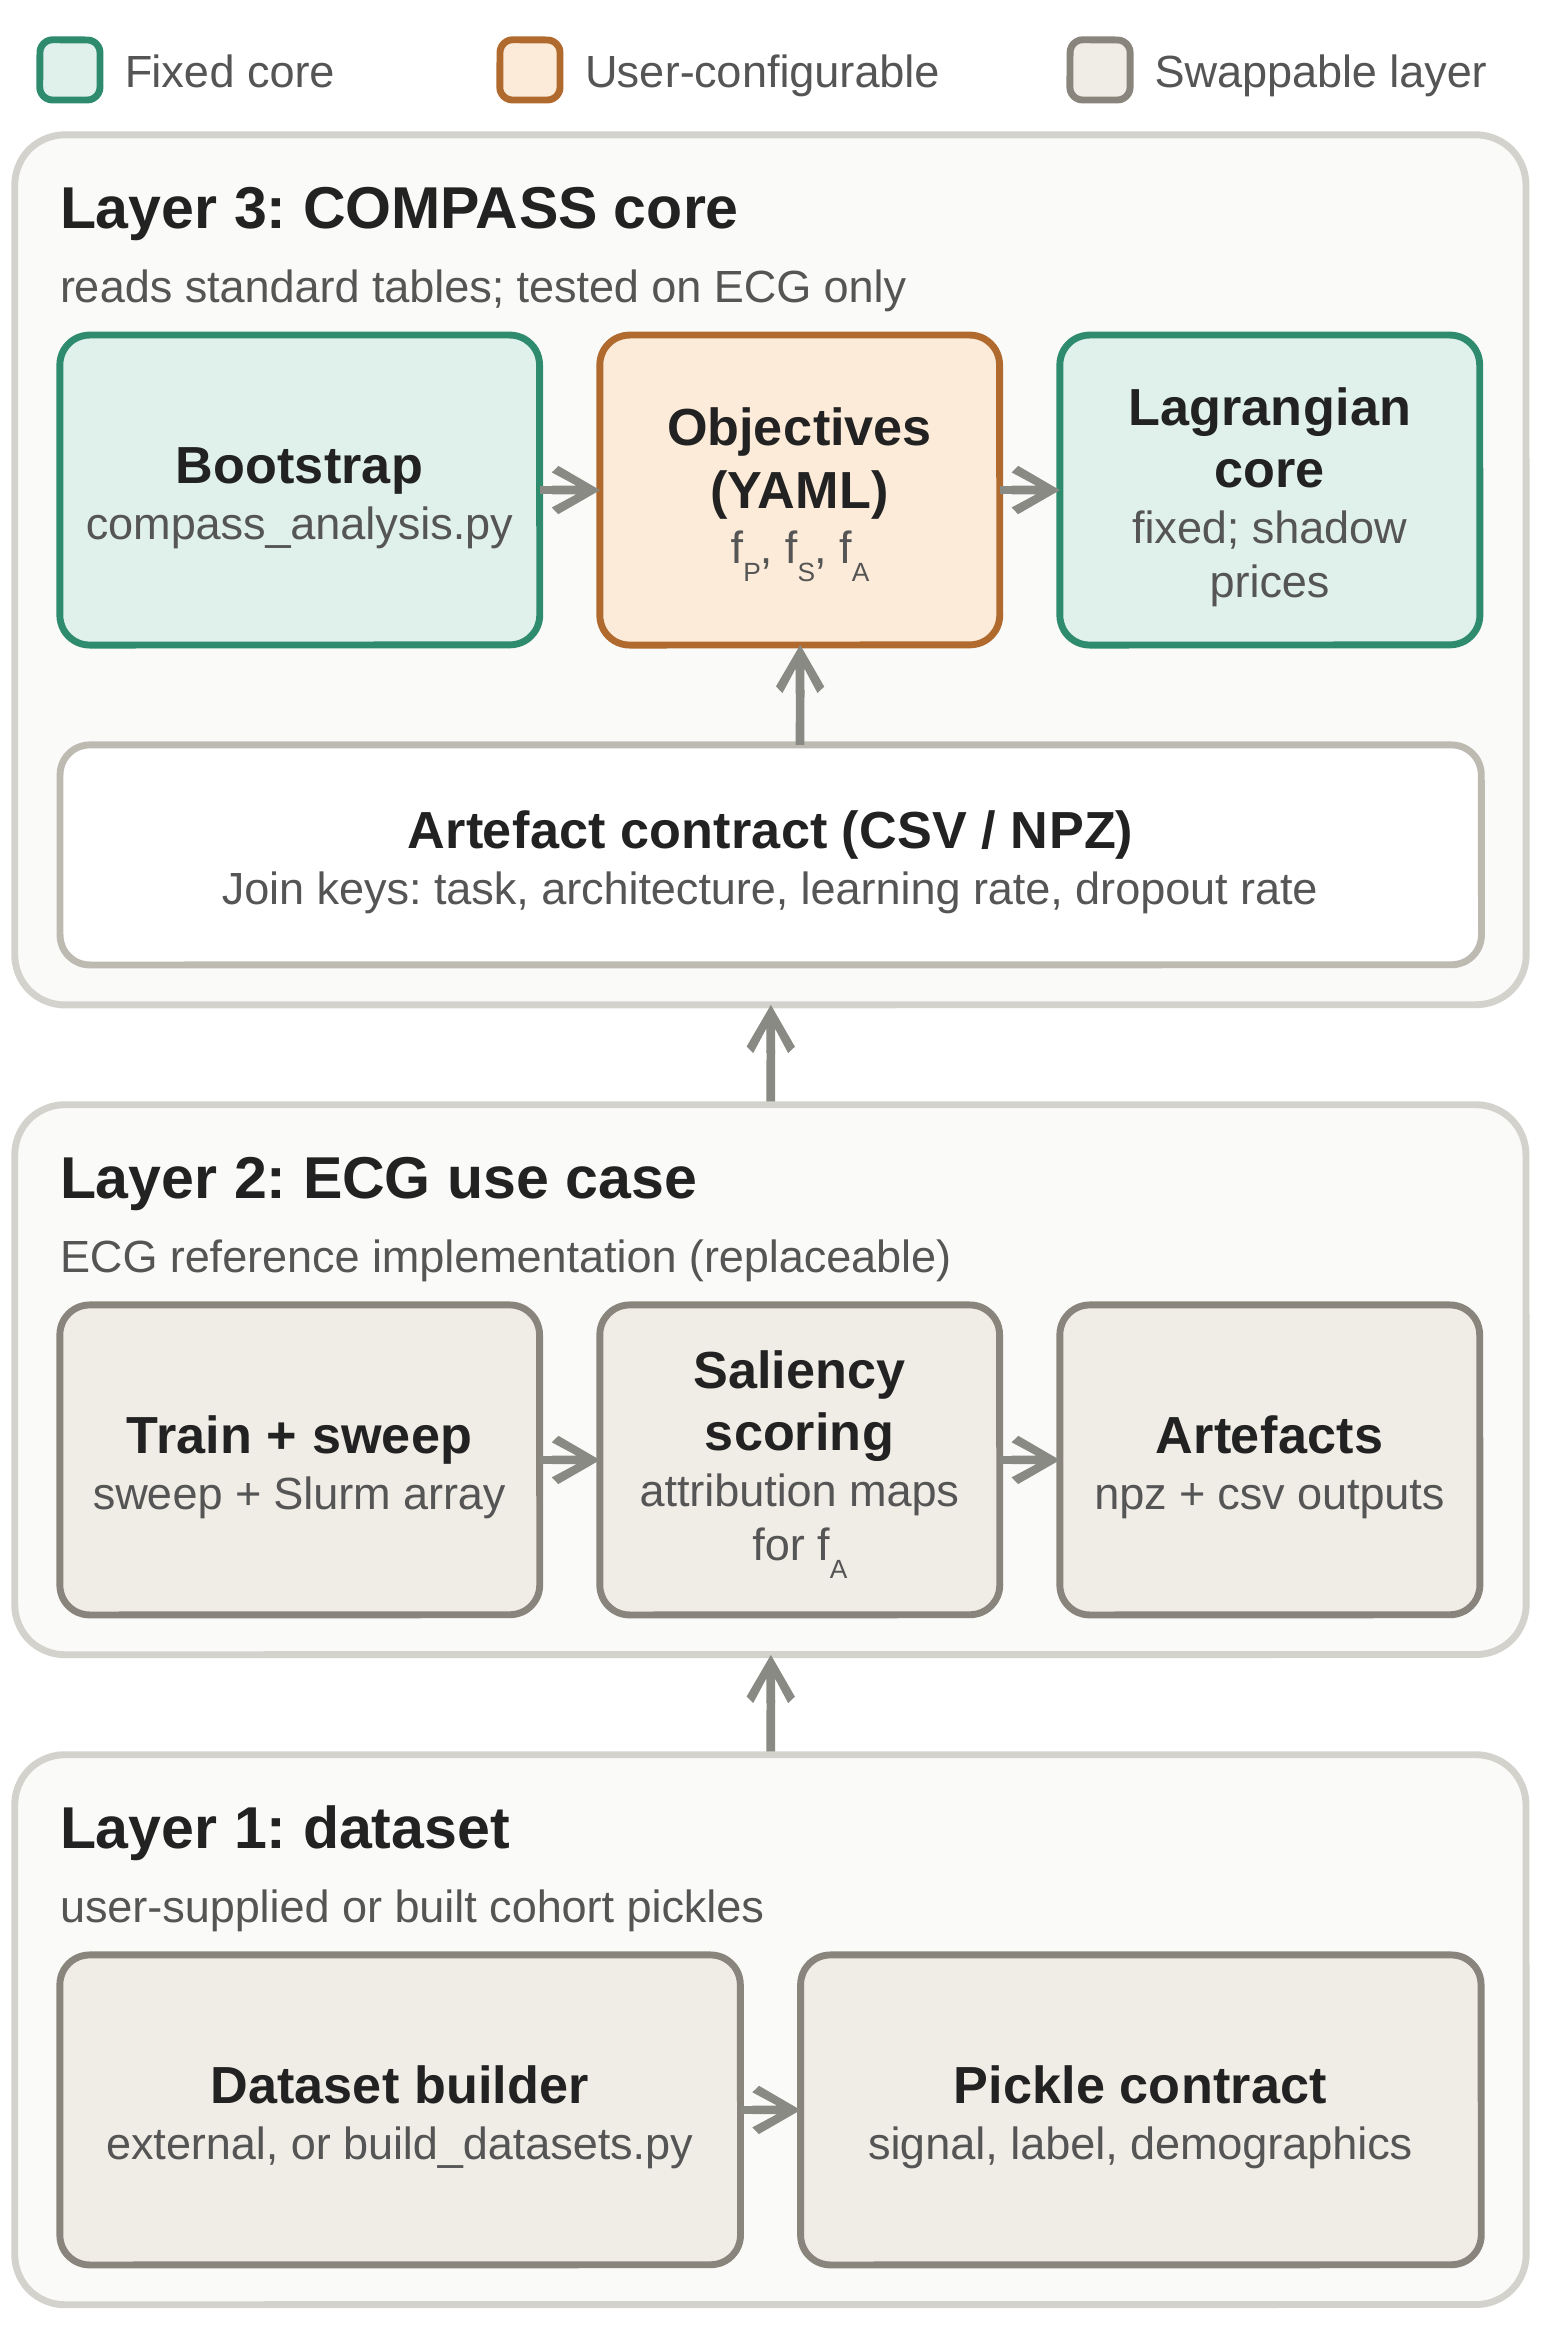 Fixed core
User-configurable
Swappable layer
Layer 3: COMPASS core
reads standard tables; tested on ECG only
Bootstrap
compass_analysis.py
Objectives
(YAML)
fP, fS, fA
Lagrangian
core
fixed; shadow
prices
Artefact contract (CSV / NPZ)
Join keys: task, architecture, learning rate, dropout rate
Layer 2: ECG use case
ECG reference implementation (replaceable)
Train + sweep
sweep + Slurm array
Saliency
scoring
attribution maps
for fA
Artefacts
npz + csv outputs
Layer 1: dataset
user-supplied or built cohort pickles
Dataset builder
external, or build_datasets.py
Pickle contract
signal, label, demographics